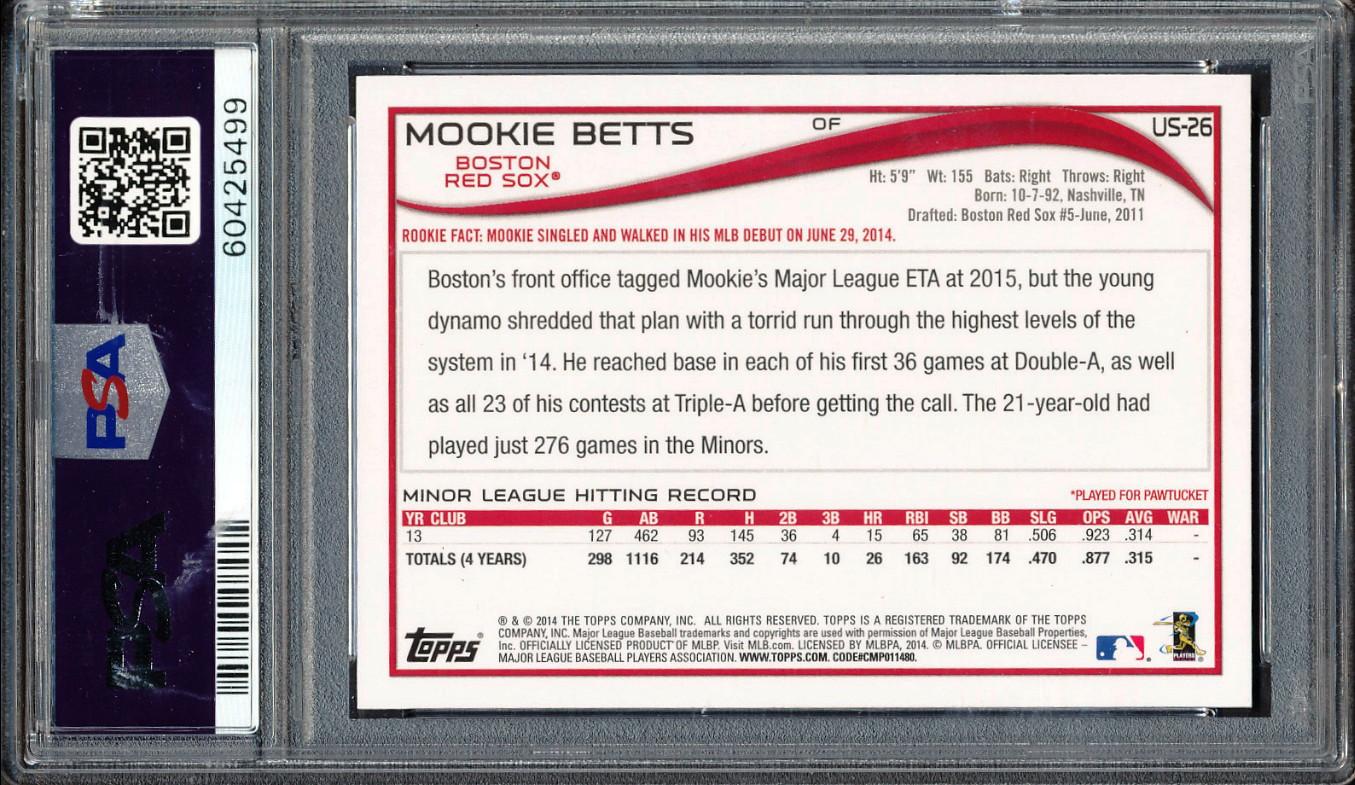 60425499
PSA
PSA
MOOKIE BETTS
OF
US-26
BOSTON
RED SOX®
Ht: 5'9" Wt: 155 Bats: Right Throws: Right
Born: 10-7-92, Nashville, TN
Drafted: Boston Red Sox #5-June, 2011
ROOKIE FACT: MOOKIE SINGLED AND WALKED IN HIS MLB DEBUT ON JUNE 29, 2014.
Boston's front office tagged Mookie's Major League ETA at 2015, but the young
dynamo shredded that plan with a torrid run through the highest levels of the
system in ‘14. He reached base in each of his first 36 games at Double-A, as well
as all 23 of his contests at Triple-A before getting the call. The 21-year-old had
played just 276 games in the Minors.
MINOR LEAGUE HITTING RECORD
*PLAYED FOR PAWTUCKET
YR CLUB G AB R H 2B 3B HR RBI SB BB SLG OPS AVG WAR
13 127 462 93 145 36 4 15 65 38 81 .506 .923 .314 -
TOTALS (4 YEARS) 298 1116 214 352 74 10 26 163 92 174 .470 .877 .315 -
Topps®
® & © 2014 THE TOPPS COMPANY, INC. ALL RIGHTS RESERVED. TOPPS IS A REGISTERED TRADEMARK OF THE TOPPS
COMPANY, INC. Major League Baseball trademarks and copyrights are used with permission of Major League Baseball Properties,
Inc. OFFICIALLY LICENSED PRODUCT OF MLBP. Visit MLB.com. LICENSED BY MLBPA, 2014. © MLBPA. OFFICIAL LICENSEE –
MAJOR LEAGUE BASEBALL PLAYERS ASSOCIATION. WWW.TOPPS.COM. CODE#CMP011480.
PLAYERS